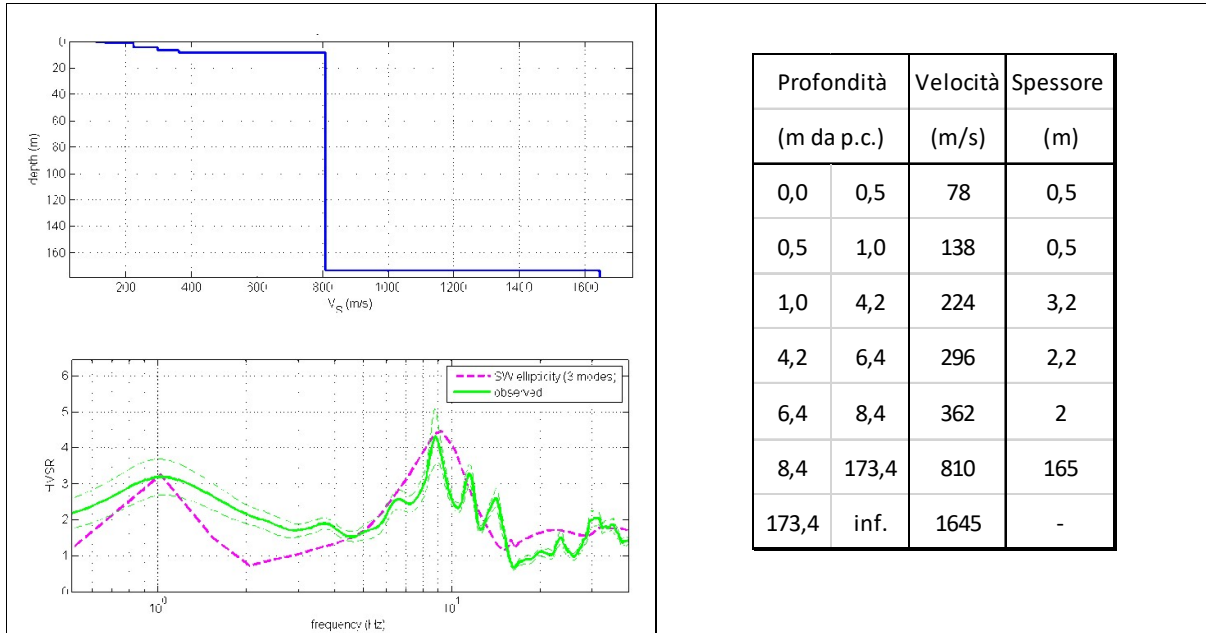 0
20
40
60
80
100
120
140
160
depth (m)
200 400 600 800 1000 1200 1400 1600
V_S (m/s)
6
5
4
3
2
1
0
HVSR
SW ellipticity (3 modes)
observed
10^0 10^1
frequency (Hz)
Profondità Velocità Spessore
(m da p.c.) (m/s) (m)
0,0 0,5 78 0,5
0,5 1,0 138 0,5
1,0 4,2 224 3,2
4,2 6,4 296 2,2
6,4 8,4 362 2
8,4 173,4 810 165
173,4 inf. 1645 -